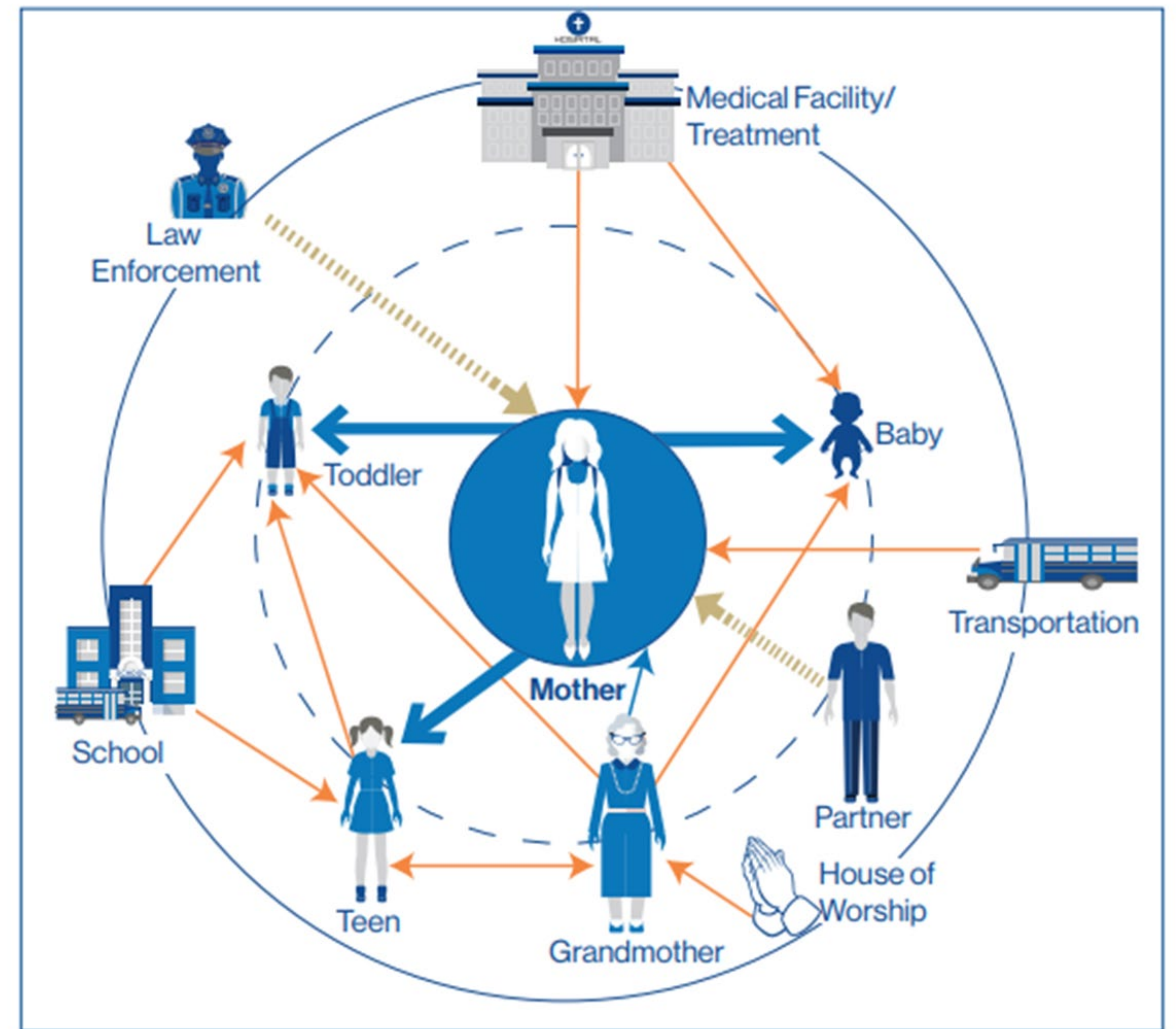 HOSPITAL
Medical Facility/
Treatment
Law
Enforcement
Toddler
Baby
Transportation
Mother
School
Partner
House of
Worship
Teen
Grandmother